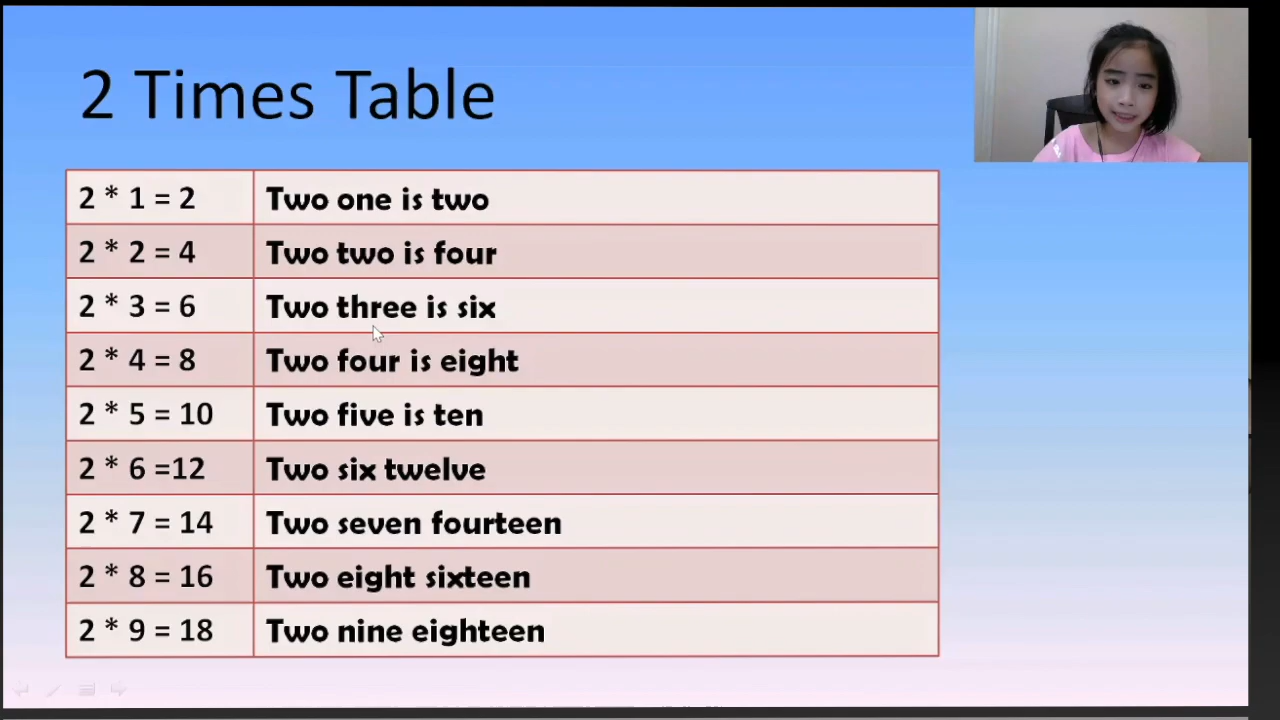 2 Times Table
2 * 1 = 2 Two one is two
2 * 2 = 4 Two two is four
2 * 3 = 6 Two three is six
2 * 4 = 8 Two four is eight
2 * 5 = 10 Two five is ten
2 * 6 =12 Two six twelve
2 * 7 = 14 Two seven fourteen
2 * 8 = 16 Two eight sixteen
2 * 9 = 18 Two nine eighteen